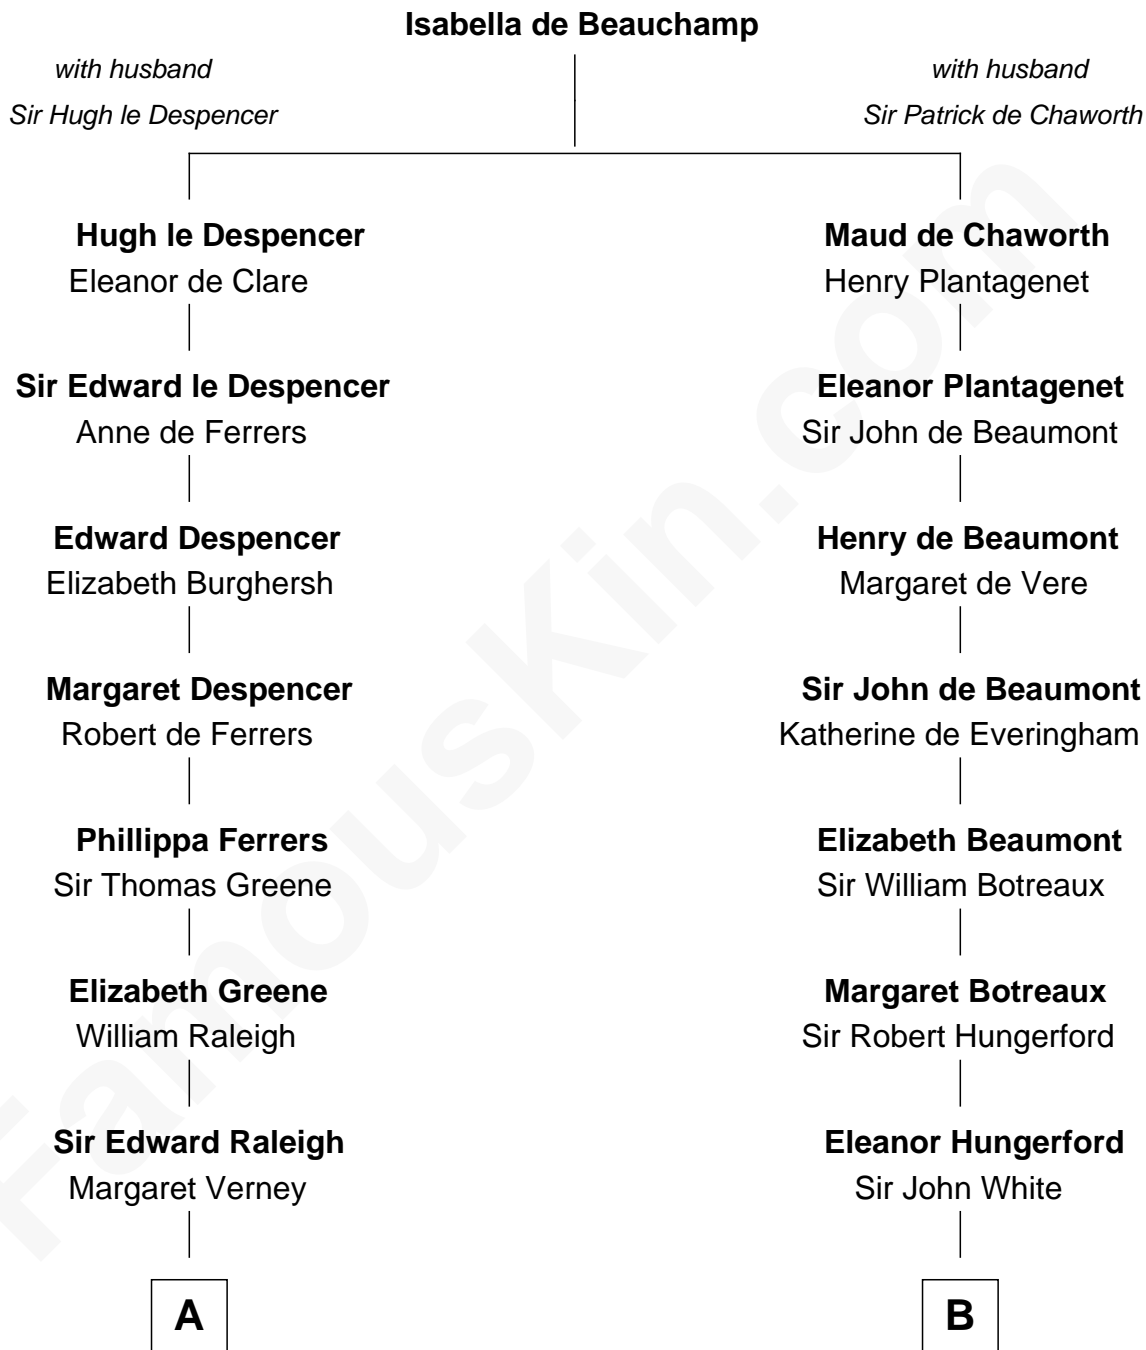 Isabella de Beauchamp
with husband
Sir Hugh le Despencer
with husband
Sir Patrick de Chaworth
Hugh le Despencer
Eleanor de Clare
Maud de Chaworth
Henry Plantagenet
Sir Edward le Despencer
Anne de Ferrers
Eleanor Plantagenet
Sir John de Beaumont
Edward Despencer
Elizabeth Burghersh
Henry de Beaumont
Margaret de Vere
Margaret Despencer
Robert de Ferrers
Sir John de Beaumont
Katherine de Everingham
Phillippa Ferrers
Sir Thomas Greene
Elizabeth Beaumont
Sir William Botreaux
Elizabeth Greene
William Raleigh
Margaret Botreaux
Sir Robert Hungerford
Sir Edward Raleigh
Margaret Verney
Eleanor Hungerford
Sir John White
A
B
FamousKin.com